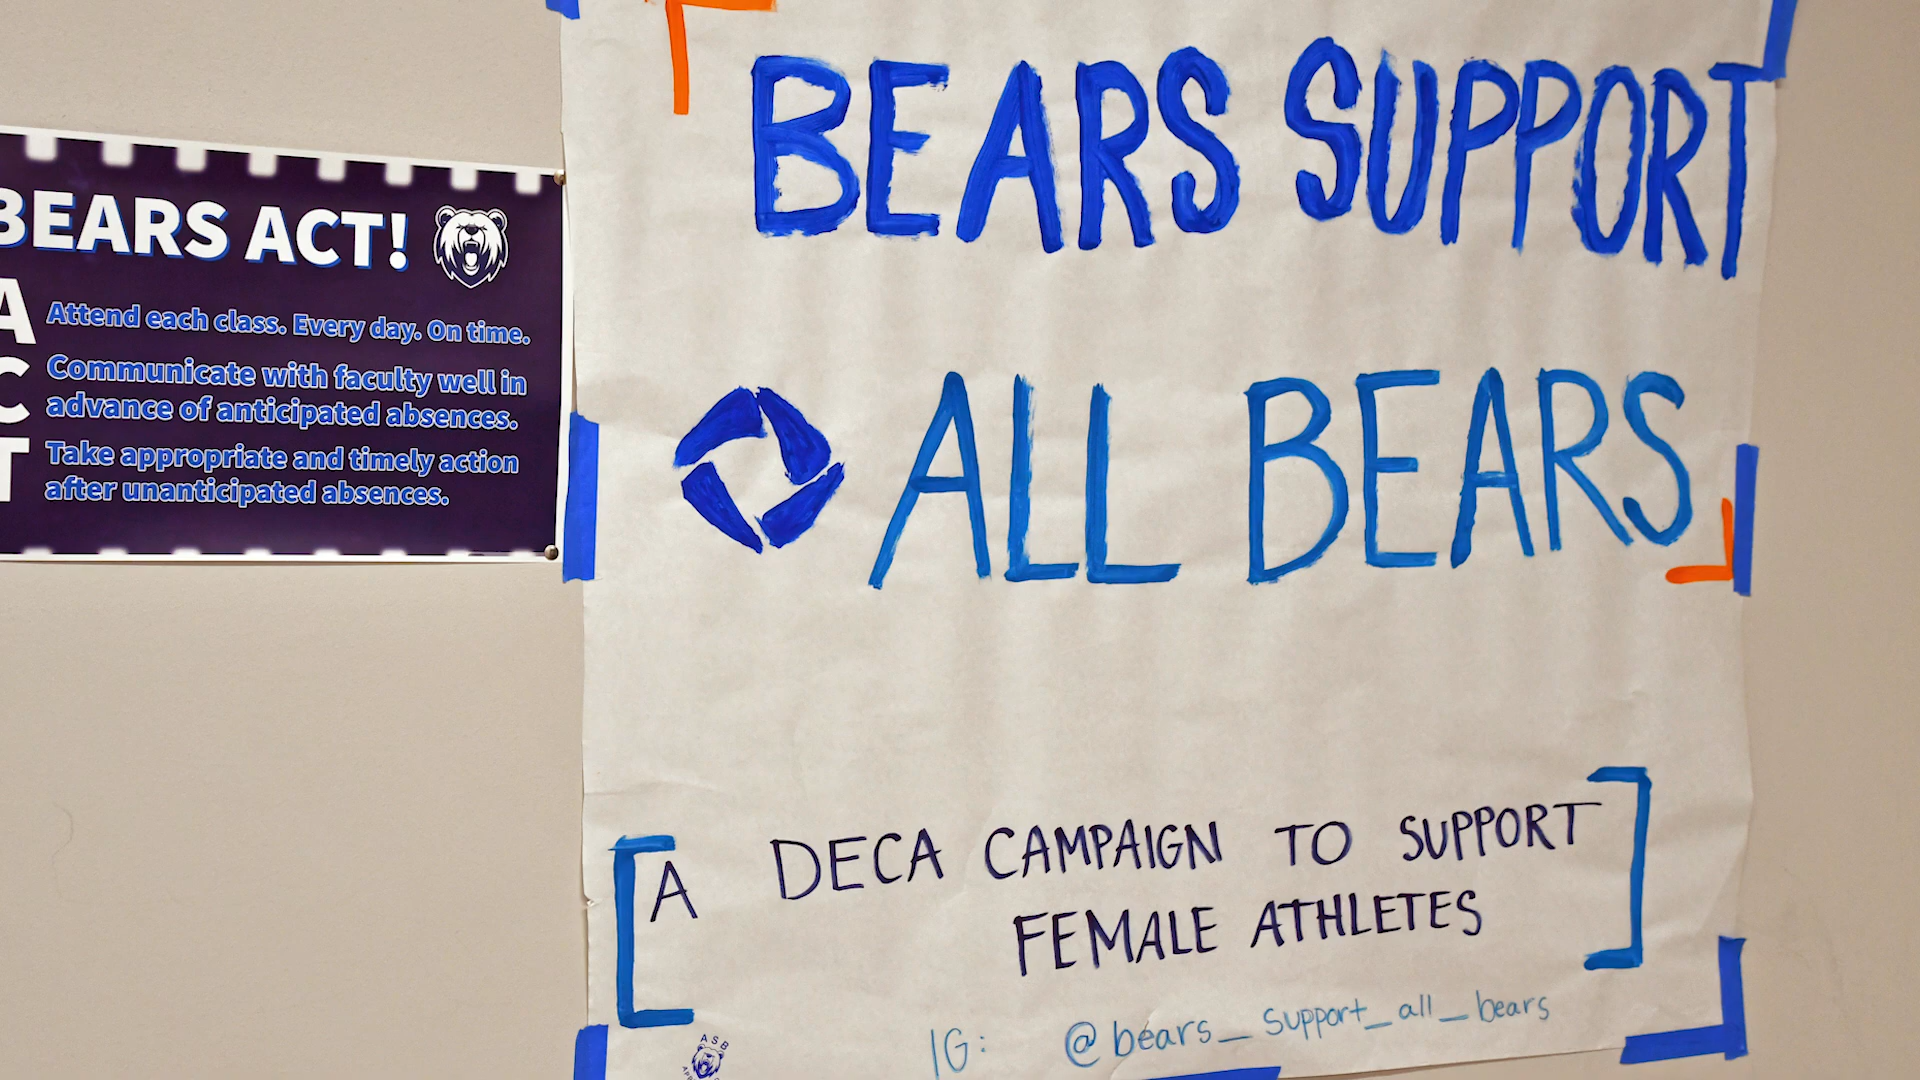 BEARS ACT!
A Attend each class. Every day. On time.
C Communicate with faculty well in
advance of anticipated absences.
T Take appropriate and timely action
after unanticipated absences.
BEARS SUPPORT
ALL BEARS
A DECA CAMPAIGN TO SUPPORT
FEMALE ATHLETES
IG: @bears_support_all_bears
ASB